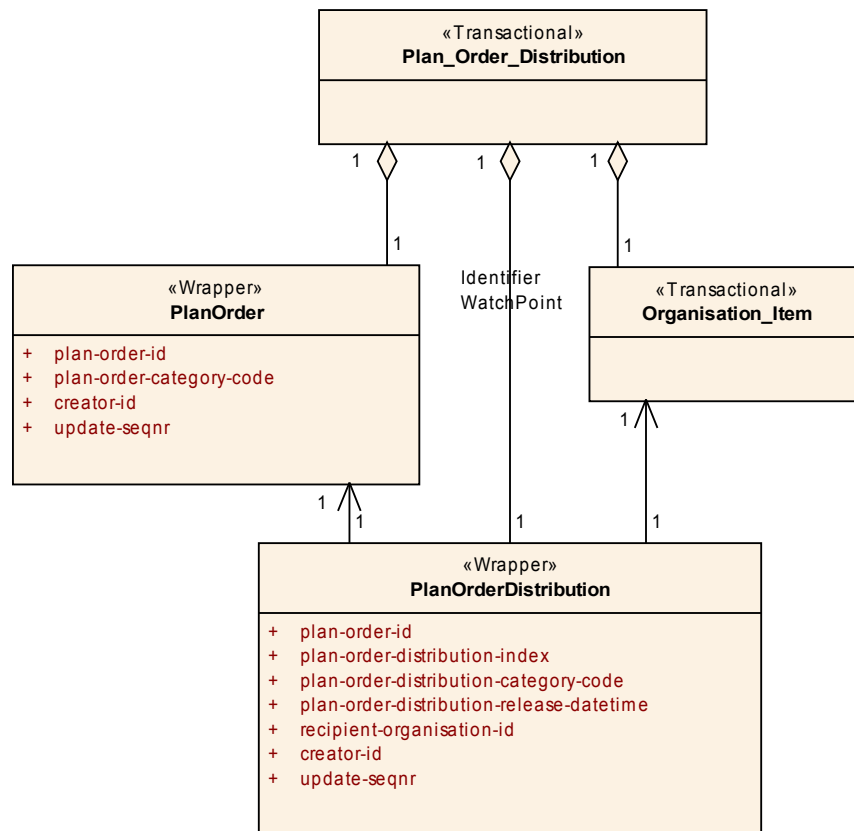 «Transactional»
Plan_Order_Distribution
1
1
1
1
1
Identifier
WatchPoint
«Wrapper»
PlanOrder
+ plan-order-id
+ plan-order-category-code
+ creator-id
+ update-seqnr
«Transactional»
Organisation_Item
1
1
1
1
1
«Wrapper»
PlanOrderDistribution
+ plan-order-id
+ plan-order-distribution-index
+ plan-order-distribution-category-code
+ plan-order-distribution-release-datetime
+ recipient-organisation-id
+ creator-id
+ update-seqnr